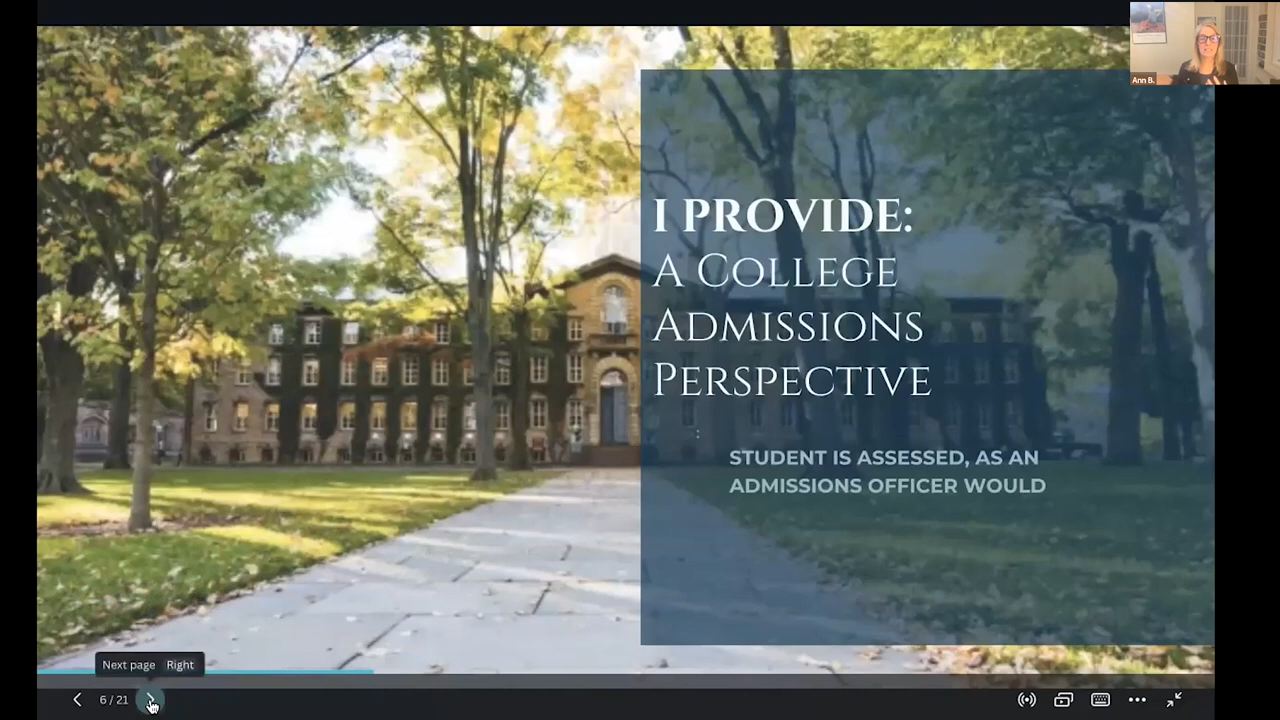 Ann B.
I PROVIDE:
A COLLEGE
ADMISSIONS
PERSPECTIVE
:
STUDENT IS ASSESSED, AS AN
ADMISSIONS OFFICER WOULD
Next page Right
6 / 21